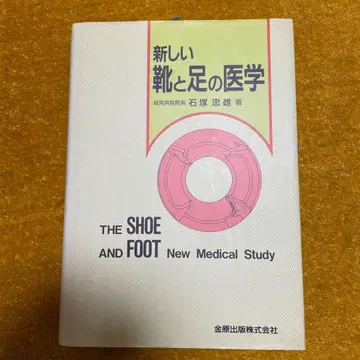 新しい
靴と足の医学
城南病院院長 石塚 忠雄 著
THE SHOE
AND FOOT New Medical Study
金原出版株式会社